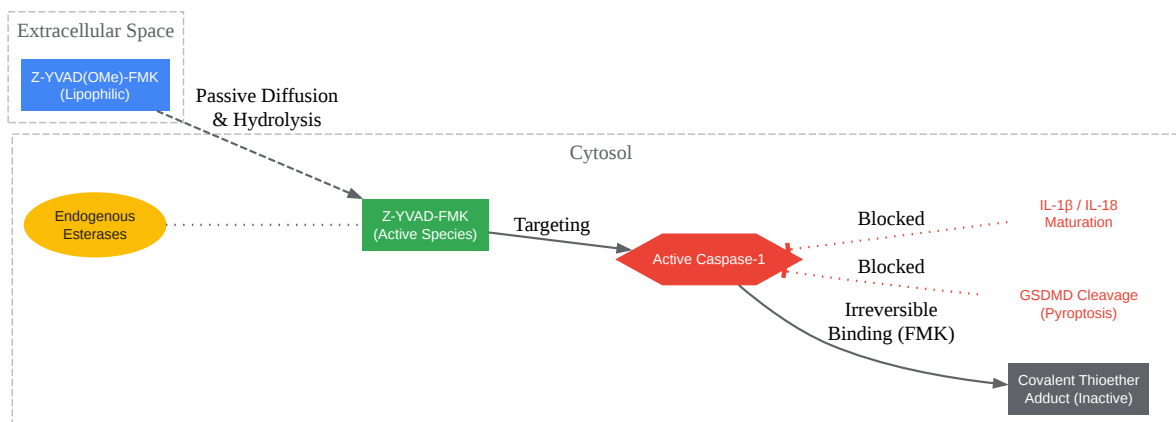 Extracellular Space
Z-YVAD(OMe)-FMK
(Lipophilic)
Passive Diffusion
& Hydrolysis
Cytosol
Endogenous
Esterases
Z-YVAD-FMK
(Active Species)
Targeting
Active Caspase-1
Blocked
IL-1β / IL-18
Maturation
Blocked
GSDMD Cleavage
(Pyroptosis)
Irreversible
Binding (FMK)
Covalent Thioether
Adduct (Inactive)